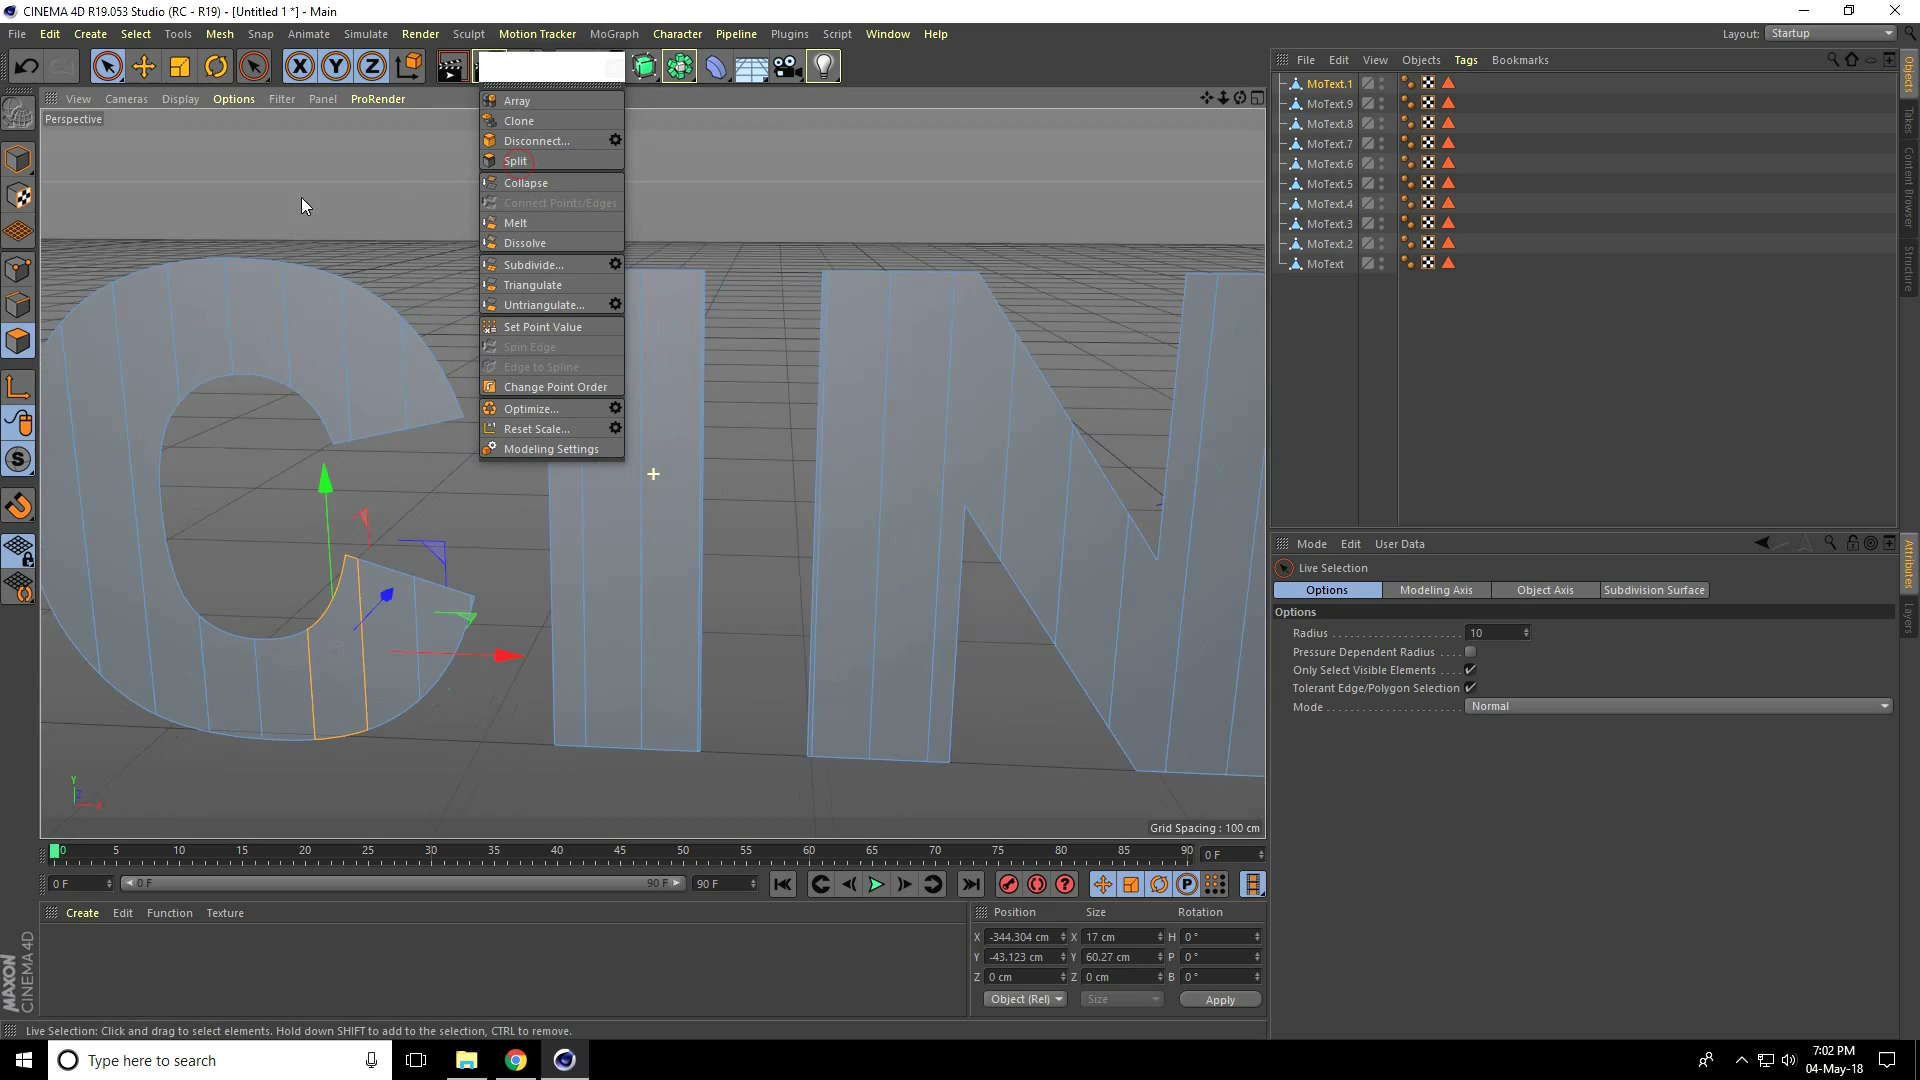 CINEMA 4D R19.053 Studio (RC - R19) - [Untitled 1 *] - Main
File Edit Create Select Tools Mesh Snap Animate Simulate Render Sculpt Motion Tracker MoGraph Character Pipeline Plugins Script Window Help
Layout: Startup
View Cameras Display Options Filter Panel ProRender
Perspective
Array
Clone
Disconnect...
Split
Collapse
Connect Points/Edges
Melt
Dissolve
Subdivide...
Triangulate
Untriangulate...
Set Point Value
Spin Edge
Edge to Spline
Change Point Order
Optimize...
Reset Scale...
Modeling Settings
Grid Spacing : 100 cm
File Edit View Objects Tags Bookmarks
MoText.1
MoText.9
MoText.8
MoText.7
MoText.6
MoText.5
MoText.4
MoText.3
MoText.2
MoText
Objects
Takes
Content Browser
Structure
Mode Edit User Data
Live Selection
Options Modeling Axis Object Axis Subdivision Surface
Options
Radius 10
Pressure Dependent Radius
Only Select Visible Elements
Tolerant Edge/Polygon Selection
Mode Normal
Attributes
Layers
0 5 10 15 20 25 30 35 40 45 50 55 60 65 70 75 80 85 90 0 F
0 F 0 F 90 F 90 F
Create Edit Function Texture
Position Size Rotation
X -344.304 cm X 17 cm H 0 °
Y -43.123 cm Y 60.27 cm P 0 °
Z 0 cm Z 0 cm B 0 °
Object (Rel) Size Apply
MAXON CINEMA 4D
Live Selection: Click and drag to select elements. Hold down SHIFT to add to the selection, CTRL to remove.
Type here to search
7:02 PM
04-May-18